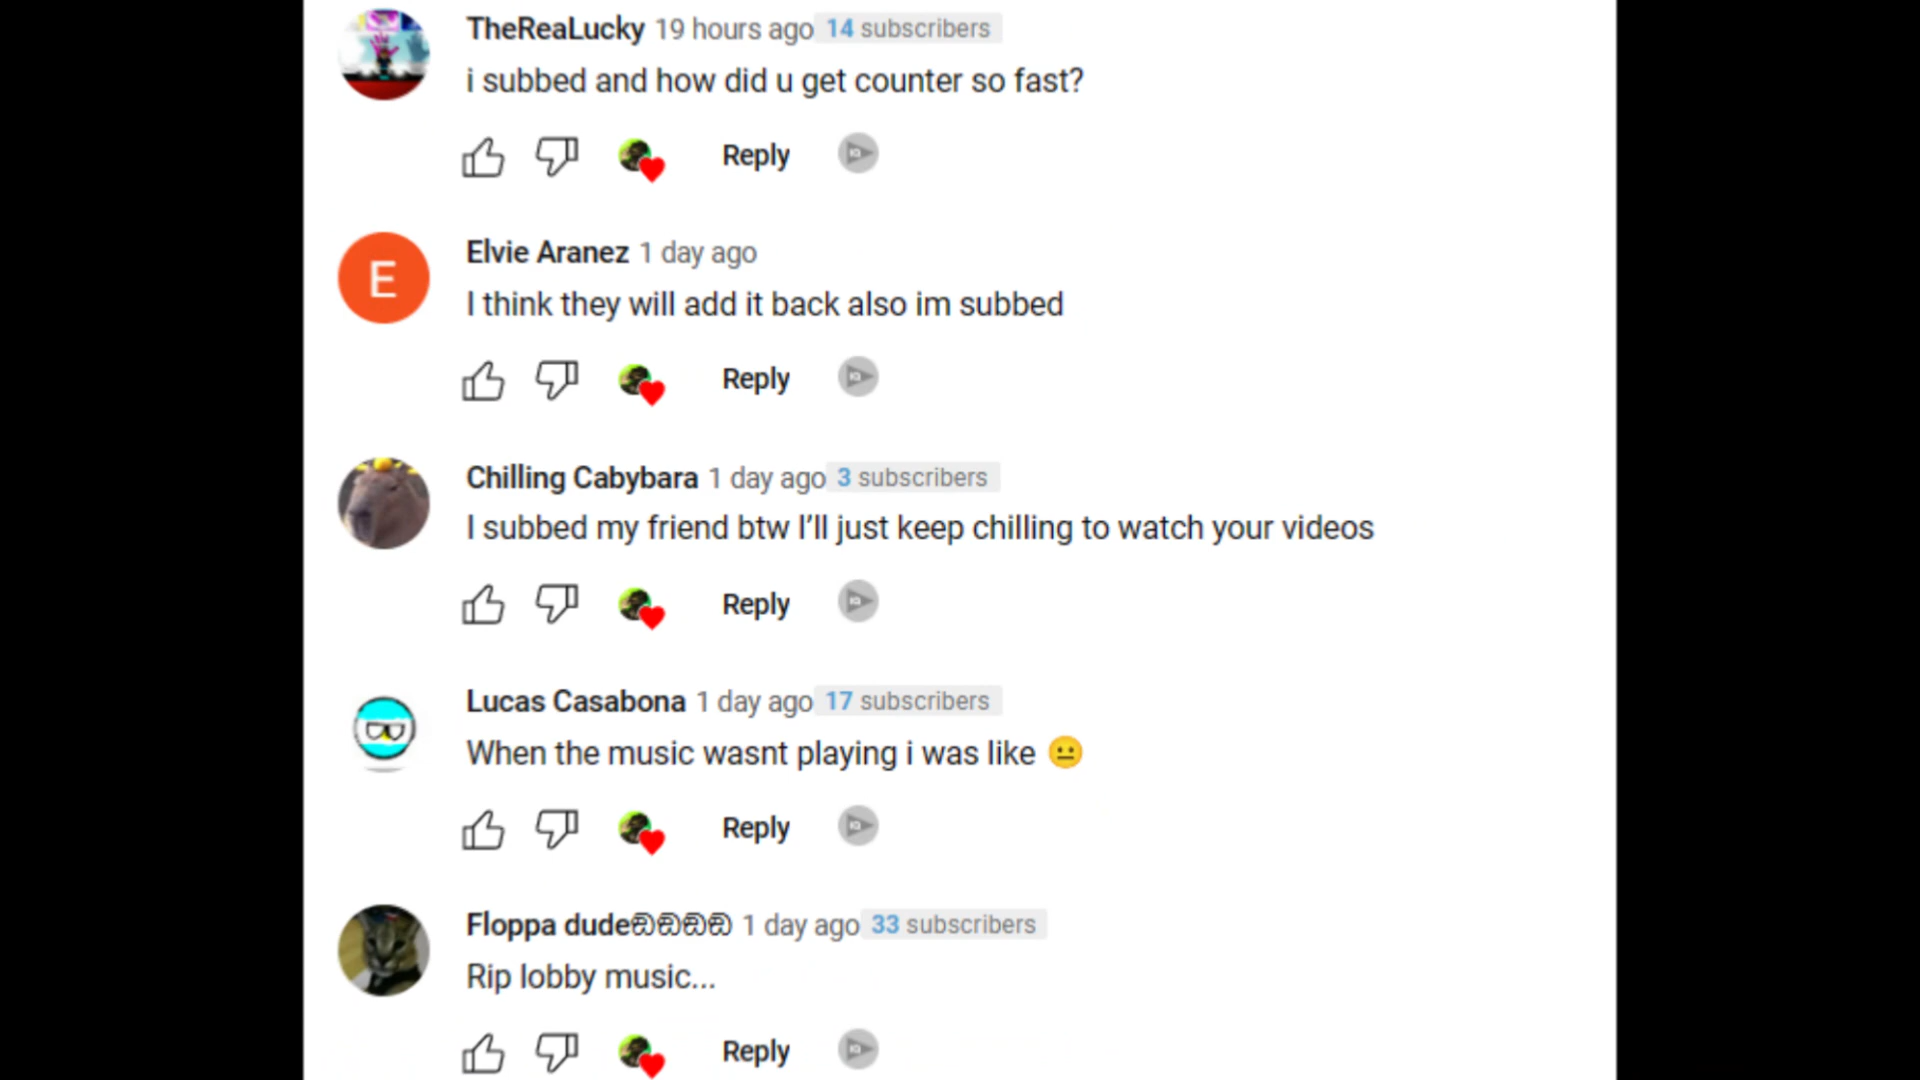 TheReaLucky 19 hours ago 14 subscribers
i subbed and how did u get counter so fast?
Reply
E
Elvie Aranez 1 day ago
I think they will add it back also im subbed
Reply
Chilling Cabybara 1 day ago 3 subscribers
I subbed my friend btw I’ll just keep chilling to watch your videos
Reply
Lucas Casabona 1 day ago 17 subscribers
When the music wasnt playing i was like 😐
Reply
Floppa dude 1 day ago 33 subscribers
Rip lobby music...
Reply